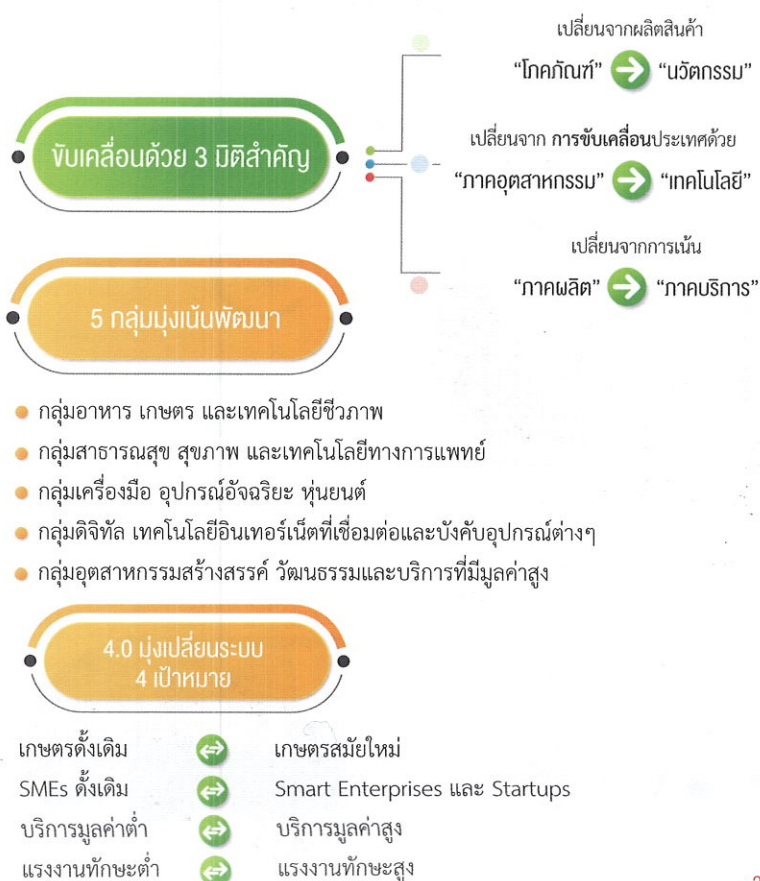 ขับเคลื่อนด้วย 3 มิติสำคัญ
เปลี่ยนจากผลิตสินค้า
“โภคภัณฑ์” “นวัตกรรม”
เปลี่ยนจาก การขับเคลื่อนประเทศด้วย
“ภาคอุตสาหกรรม” “เทคโนโลยี”
เปลี่ยนจากการเน้น
“ภาคผลิต” “ภาคบริการ”
5 กลุ่มมุ่งเน้นพัฒนา
กลุ่มอาหาร เกษตร และเทคโนโลยีชีวภาพ
กลุ่มสาธารณสุข สุขภาพ และเทคโนโลยีทางการแพทย์
กลุ่มเครื่องมือ อุปกรณ์อัจฉริยะ หุ่นยนต์
กลุ่มดิจิทัล เทคโนโลยีอินเทอร์เน็ตที่เชื่อมต่อและบังคับอุปกรณ์ต่างๆ
กลุ่มอุตสาหกรรมสร้างสรรค์ วัฒนธรรมและบริการที่มีมูลค่าสูง
4.0 มุ่งเปลี่ยนระบบ
4 เป้าหมาย
เกษตรดั้งเดิม เกษตรสมัยใหม่
SMEs ดั้งเดิม Smart Enterprises และ Startups
บริการมูลค่าต่ำ บริการมูลค่าสูง
แรงงานทักษะต่ำ แรงงานทักษะสูง